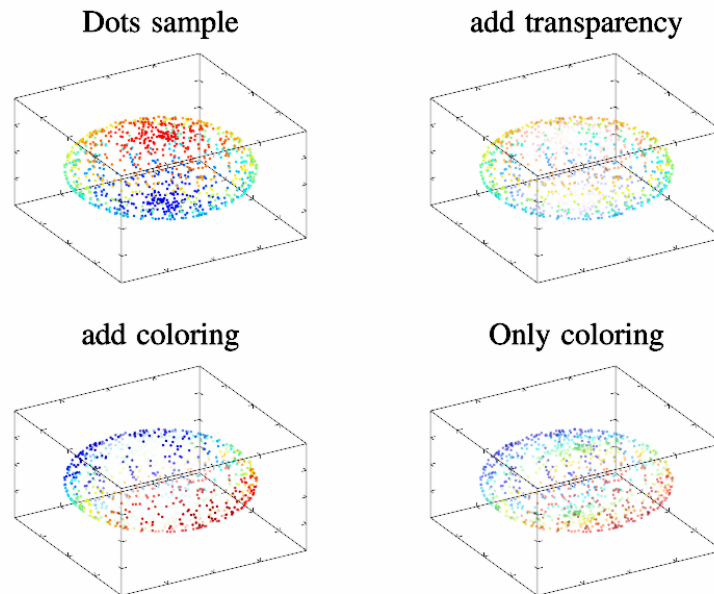 Dots sample
add transparency
add coloring
Only coloring